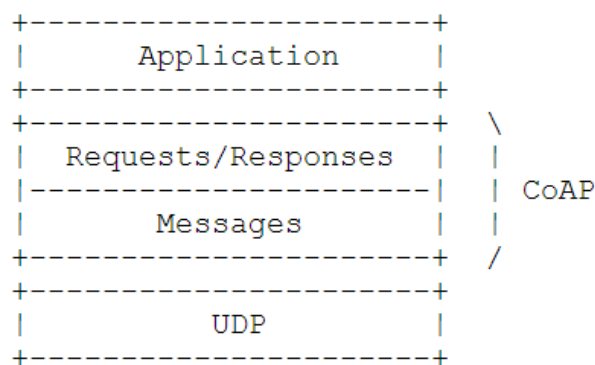 +----------------------+
|      Application     |
+----------------------+
+----------------------+  \
|  Requests/Responses  |  |
|----------------------|  | CoAP
|       Messages       |  |
+----------------------+  /
+----------------------+
|          UDP         |
+----------------------+